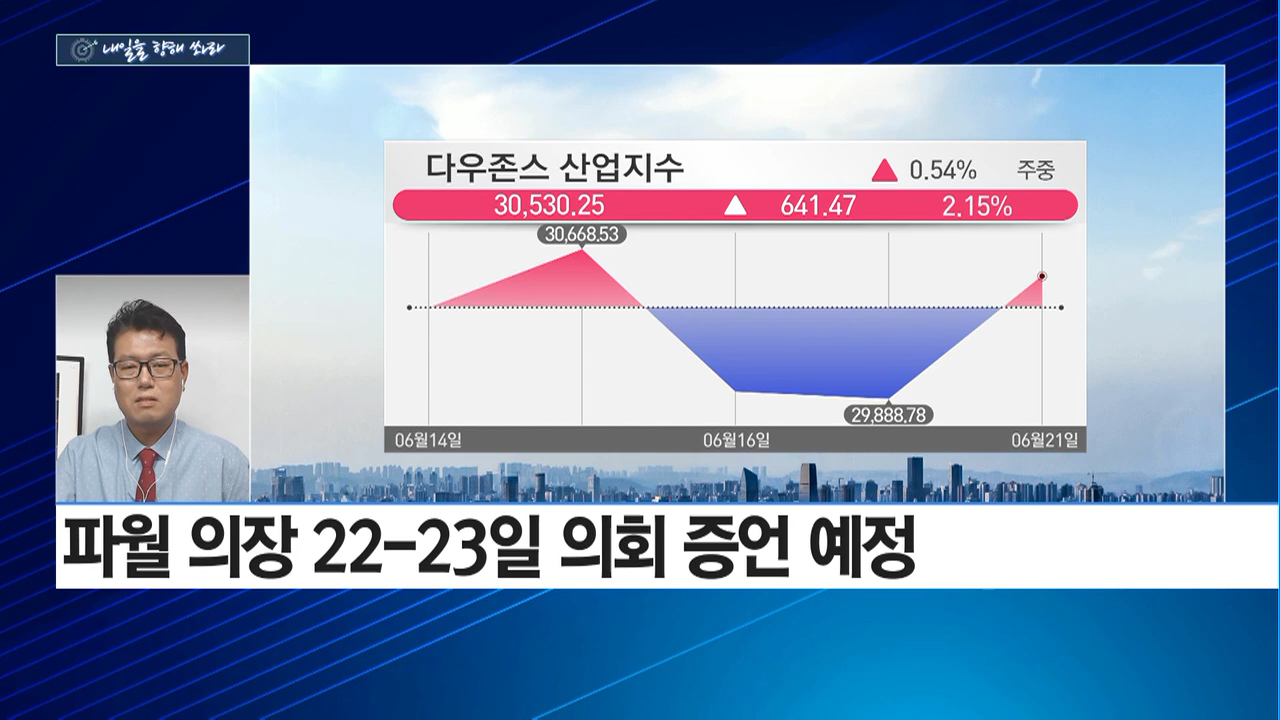 내일을 향해 쏴라
다우존스 산업지수 ▲ 0.54% 주중
30,530.25 ▲ 641.47 2.15%
30,668.53
29,888.78
06월14일 06월16일 06월21일
파월 의장 22-23일 의회 증언 예정